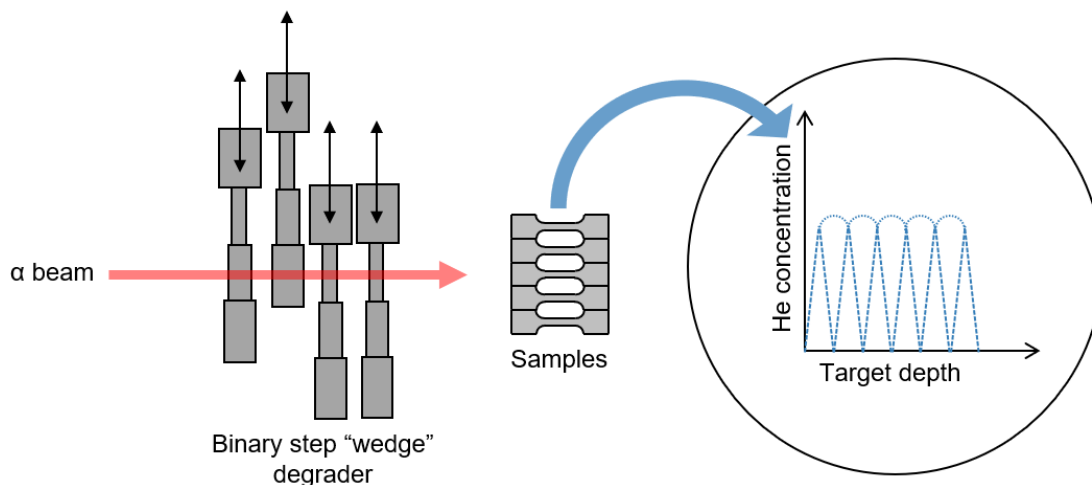 α beam
Binary step “wedge”
degrader
Samples
He concentration
Target depth